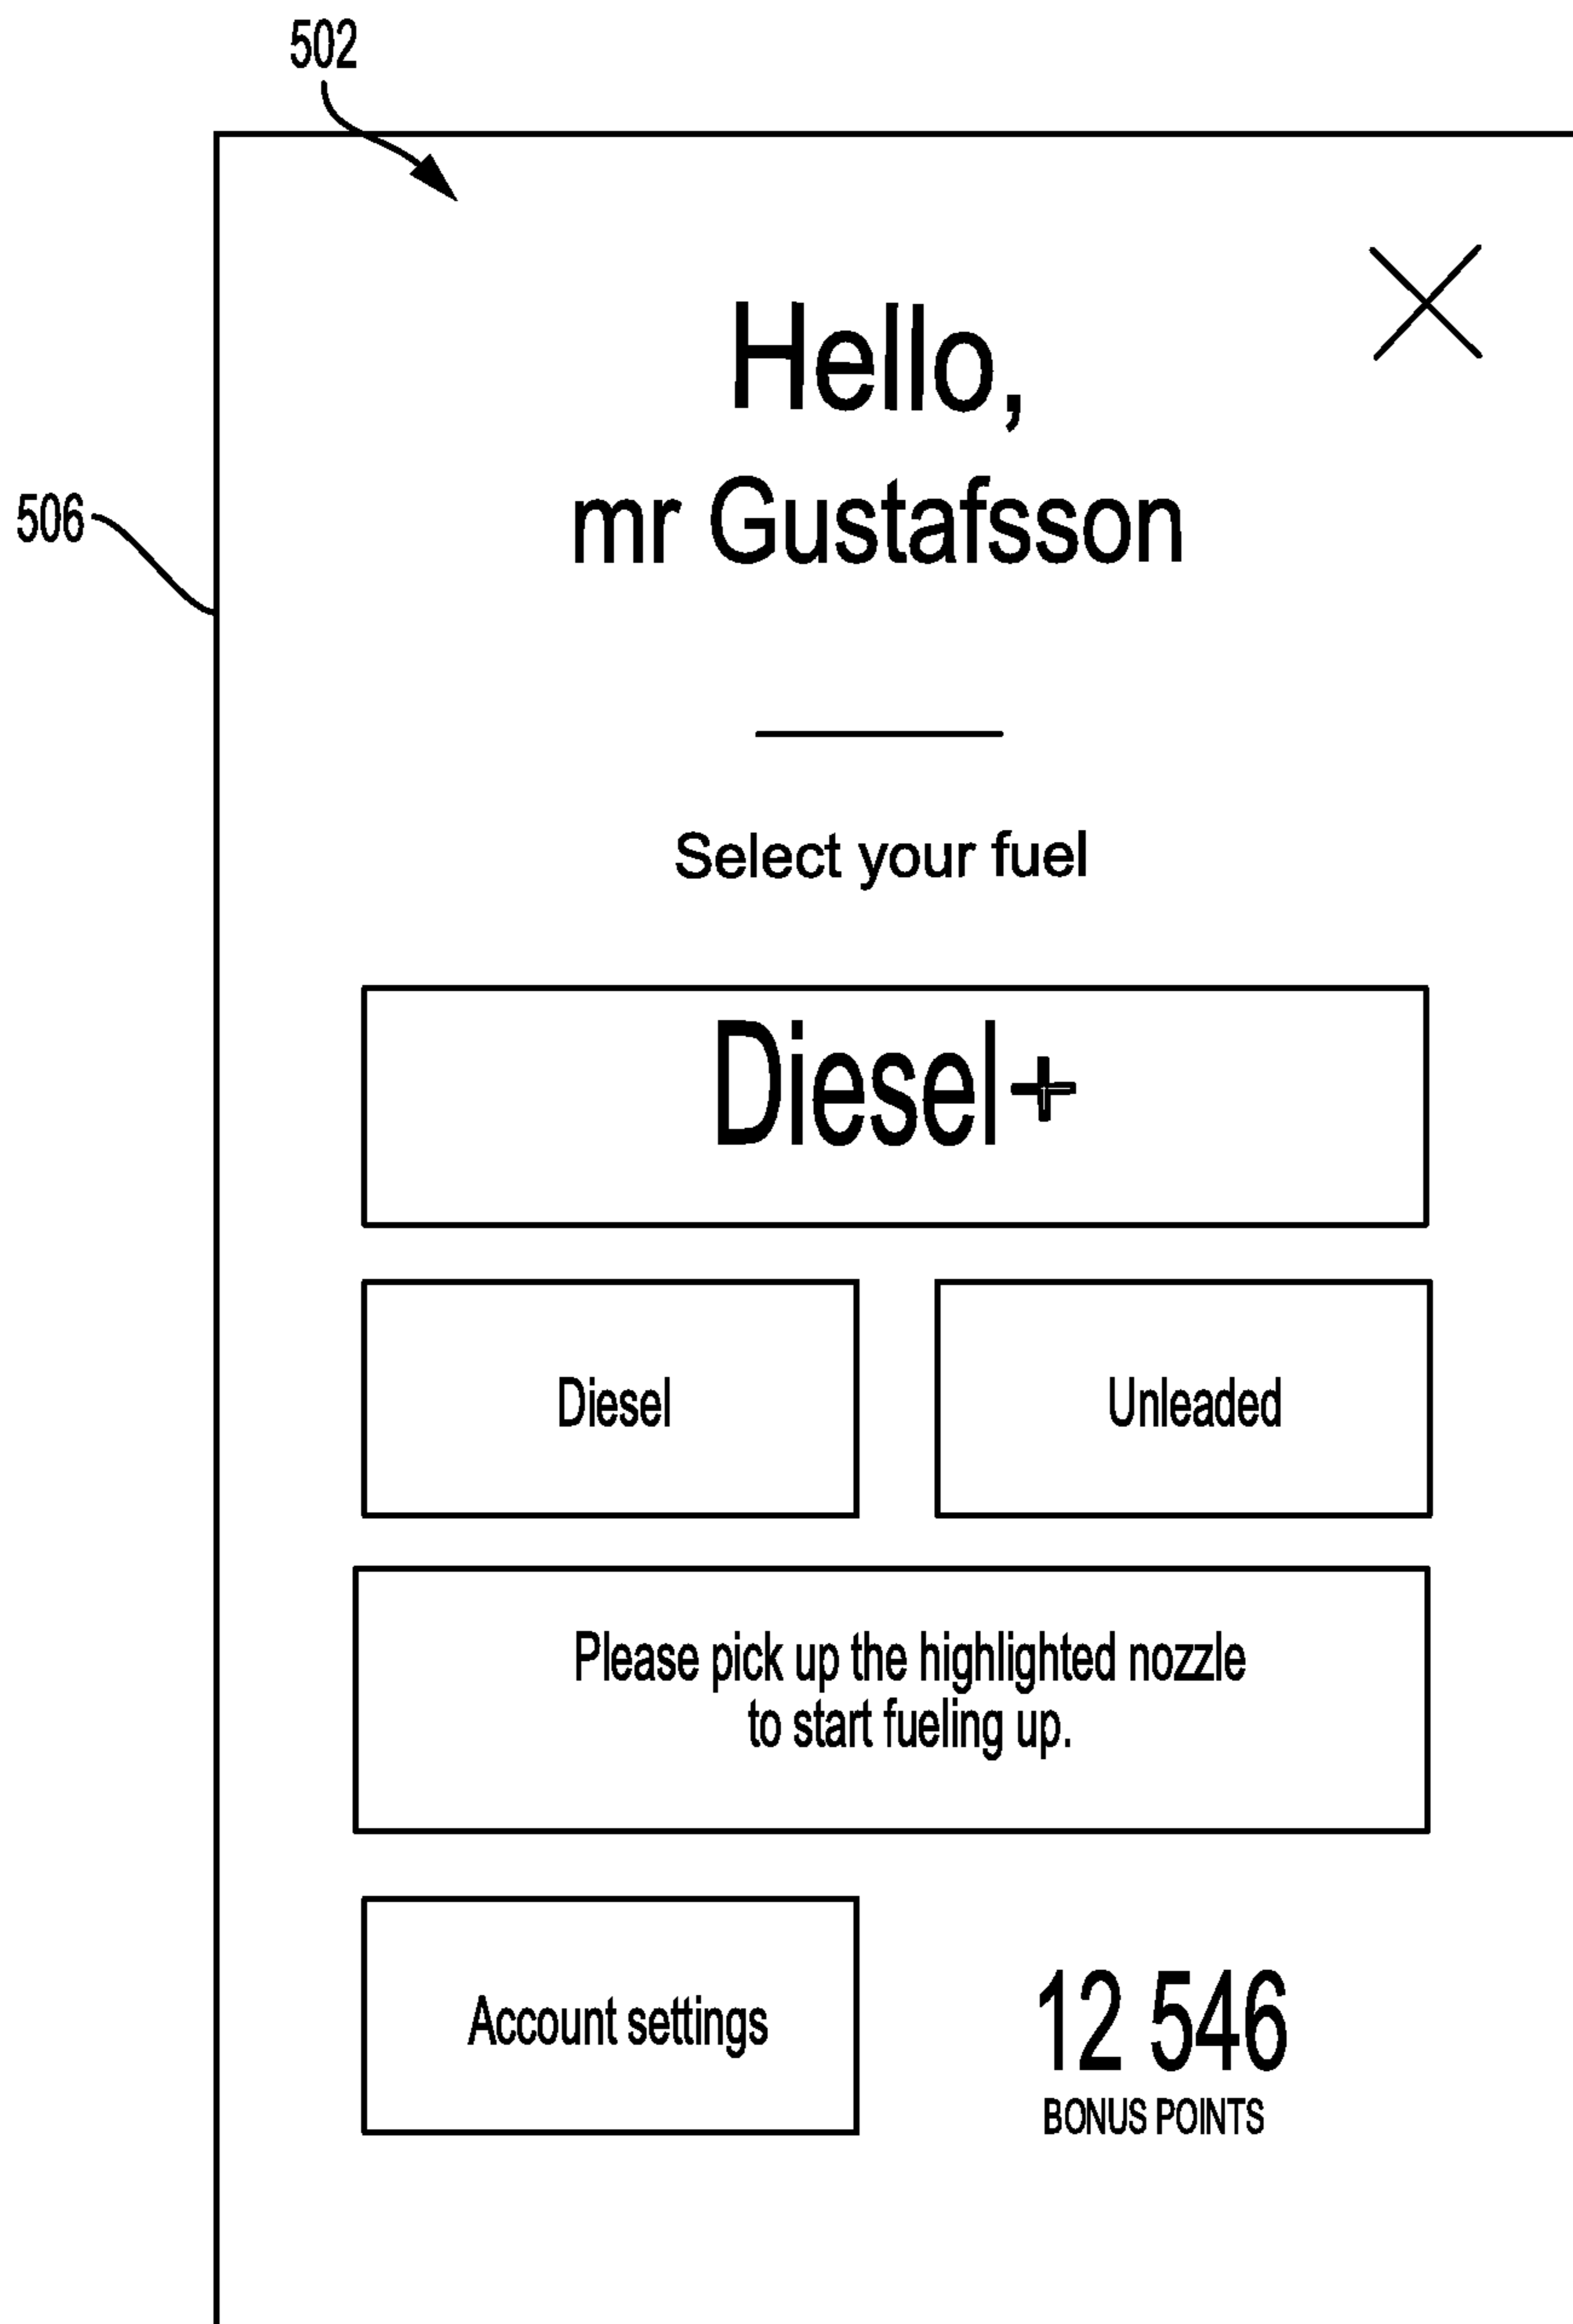 502
Hello,
mr Gustafsson
506
Select your fuel
Diesel+
Diesel
Unleaded
Please pick up the highlighted nozzle
to start fueling up.
Account settings
12 546
BONUS POINTS